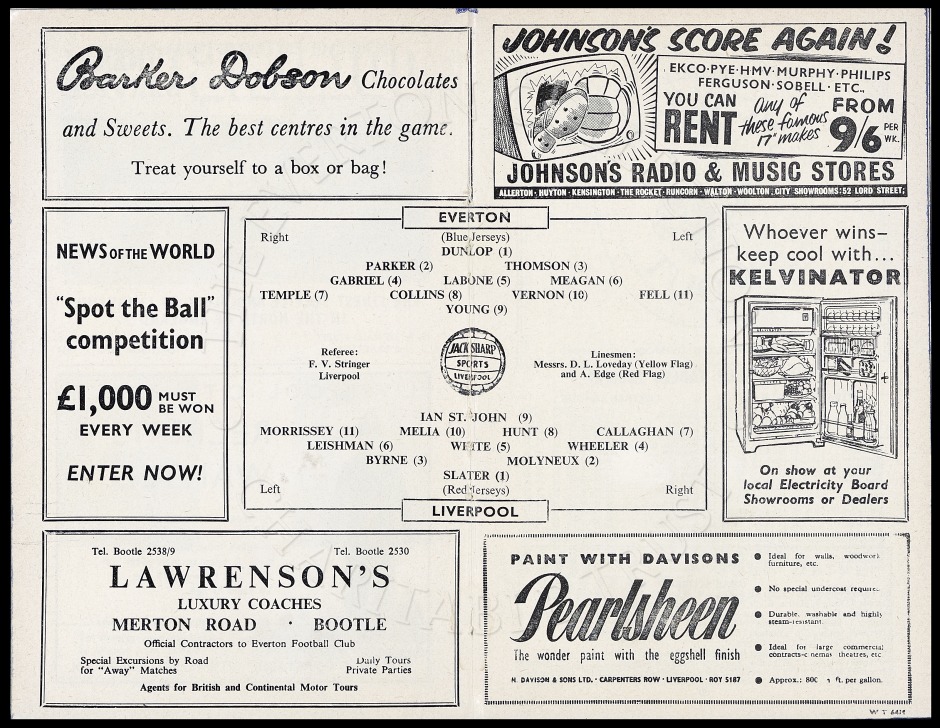 Barker Dobson Chocolates
and Sweets. The best centres in the game.
Treat yourself to a box or bag!
JOHNSON'S SCORE AGAIN!
EKCO·PYE·HMV·MURPHY·PHILIPS
FERGUSON·SOBELL·ETC.,
YOU CAN RENT any of these famous 17" makes FROM 9/6 PER WK.
JOHNSON'S RADIO & MUSIC STORES
ALLERTON·HUYTON·KENSINGTON·THE ROCKET·RUNCORN·WALTON·WOOLTON, CITY SHOWROOMS: 52 LORD STREET;
NEWS OF THE WORLD
"Spot the Ball"
competition
£1,000 MUST BE WON
EVERY WEEK
ENTER NOW!
EVERTON
Right (Blue Jerseys) Left
DUNLOP (1)
PARKER (2) THOMSON (3)
GABRIEL (4) LABONE (5) MEAGAN (6)
TEMPLE (7) COLLINS (8) VERNON (10) FELL (11)
YOUNG (9)
Referee:
F. V. Stringer
Liverpool
JACK SHARP
SPORTS
LIVERPOOL
Linesmen:
Messrs. D. L. Loveday (Yellow Flag)
and A. Edge (Red Flag)
IAN ST. JOHN (9)
MORRISSEY (11) MELIA (10) HUNT (8) CALLAGHAN (7)
LEISHMAN (6) WHITE (5) WHEELER (4)
BYRNE (3) MOLYNEUX (2)
SLATER (1)
Left (Red Jerseys) Right
LIVERPOOL
Whoever wins–
keep cool with...
KELVINATOR
KELVINATOR
On show at your
local Electricity Board
Showrooms or Dealers
Tel. Bootle 2538/9 Tel. Bootle 2530
LAWRENSON'S
LUXURY COACHES
MERTON ROAD · BOOTLE
Official Contractors to Everton Football Club
Special Excursions by Road
for "Away" Matches
Daily Tours
Private Parties
Agents for British and Continental Motor Tours
PAINT WITH DAVISONS
Pearlsheen
The wonder paint with the eggshell finish
N. DAVISON & SONS LTD. · CARPENTERS ROW · LIVERPOOL · ROY 5187
● Ideal for walls, woodwork
furniture, etc.
● No special undercoat require
● Durable, washable and highly
steam-resistant.
● Ideal for large commercial
contracts-cinemas theatres, etc
● Approx.: 800 ft. per gallon.